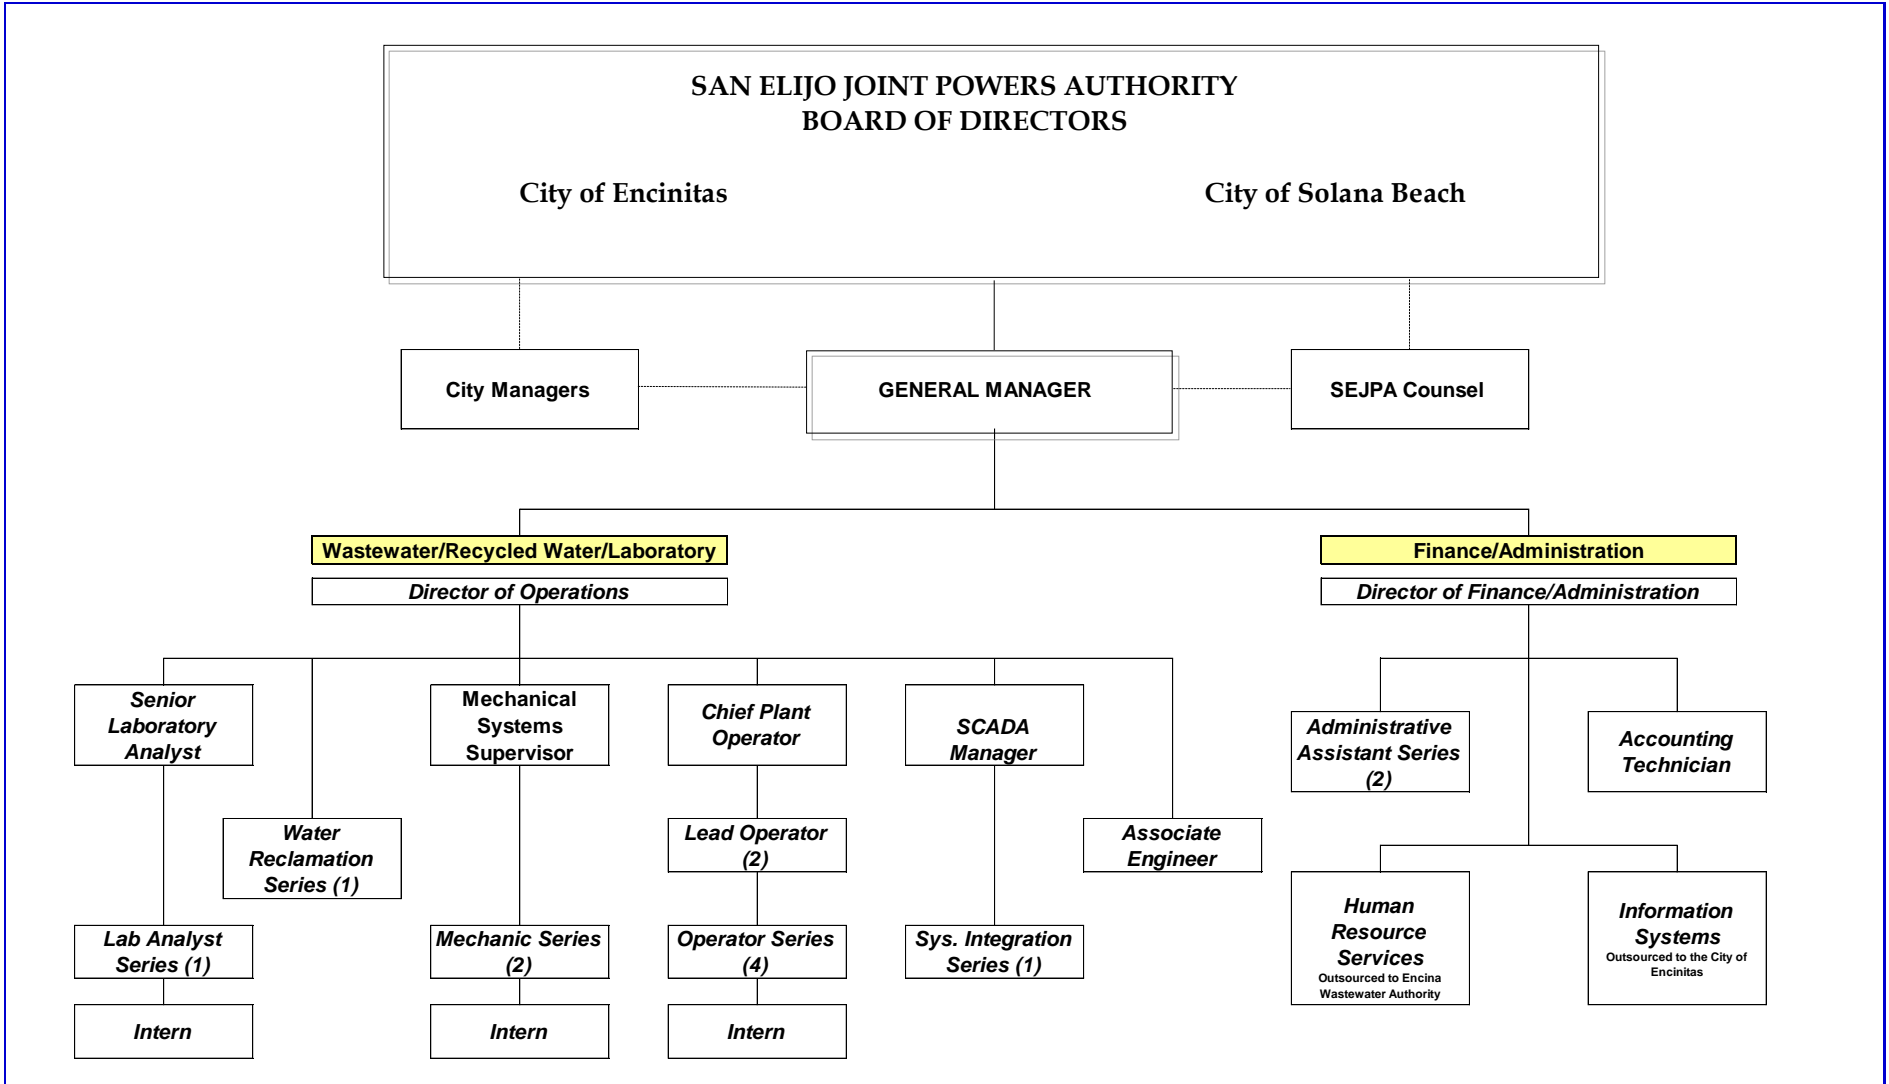 SAN ELIJO JOINT POWERS AUTHORITY
BOARD OF DIRECTORS
City of Encinitas
City of Solana Beach
City Managers
GENERAL MANAGER
SEJPA Counsel
Wastewater/Recycled Water/Laboratory
Director of Operations
Finance/Administration
Director of Finance/Administration
Senior
Laboratory
Analyst
Mechanical
Systems
Supervisor
Chief Plant
Operator
SCADA
Manager
Administrative
Assistant Series
(2)
Accounting
Technician
Water
Reclamation
Series (1)
Lead Operator
(2)
Associate
Engineer
Lab Analyst
Series (1)
Mechanic Series
(2)
Operator Series
(4)
Sys. Integration
Series (1)
Human
Resource
Services
Outsourced to Encina
Wastewater Authority
Information
Systems
Outsourced to the City of
Encinitas
Intern
Intern
Intern